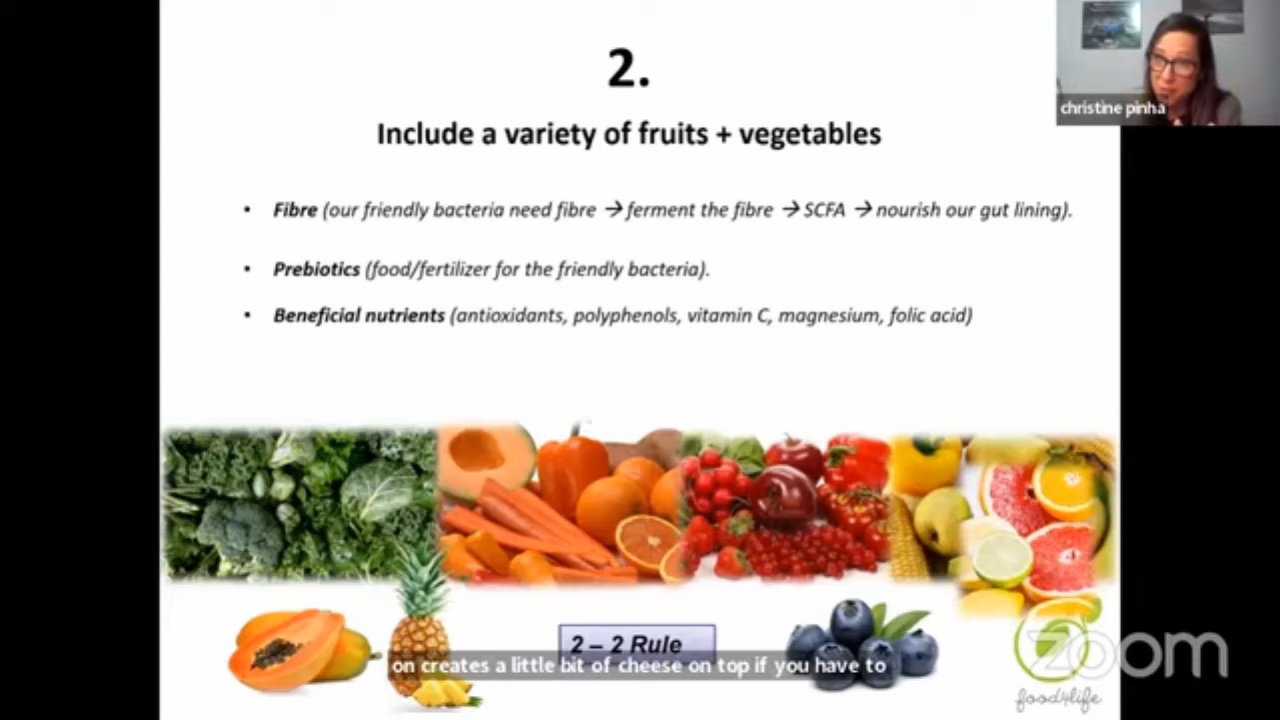 2.
Include a variety of fruits + vegetables
christine pinha
• Fibre (our friendly bacteria need fibre → ferment the fibre → SCFA → nourish our gut lining).
• Prebiotics (food/fertilizer for the friendly bacteria).
• Beneficial nutrients (antioxidants, polyphenols, vitamin C, magnesium, folic acid)
2 – 2 Rule
on creates a little bit of cheese on top if you have to
zoom
food4life